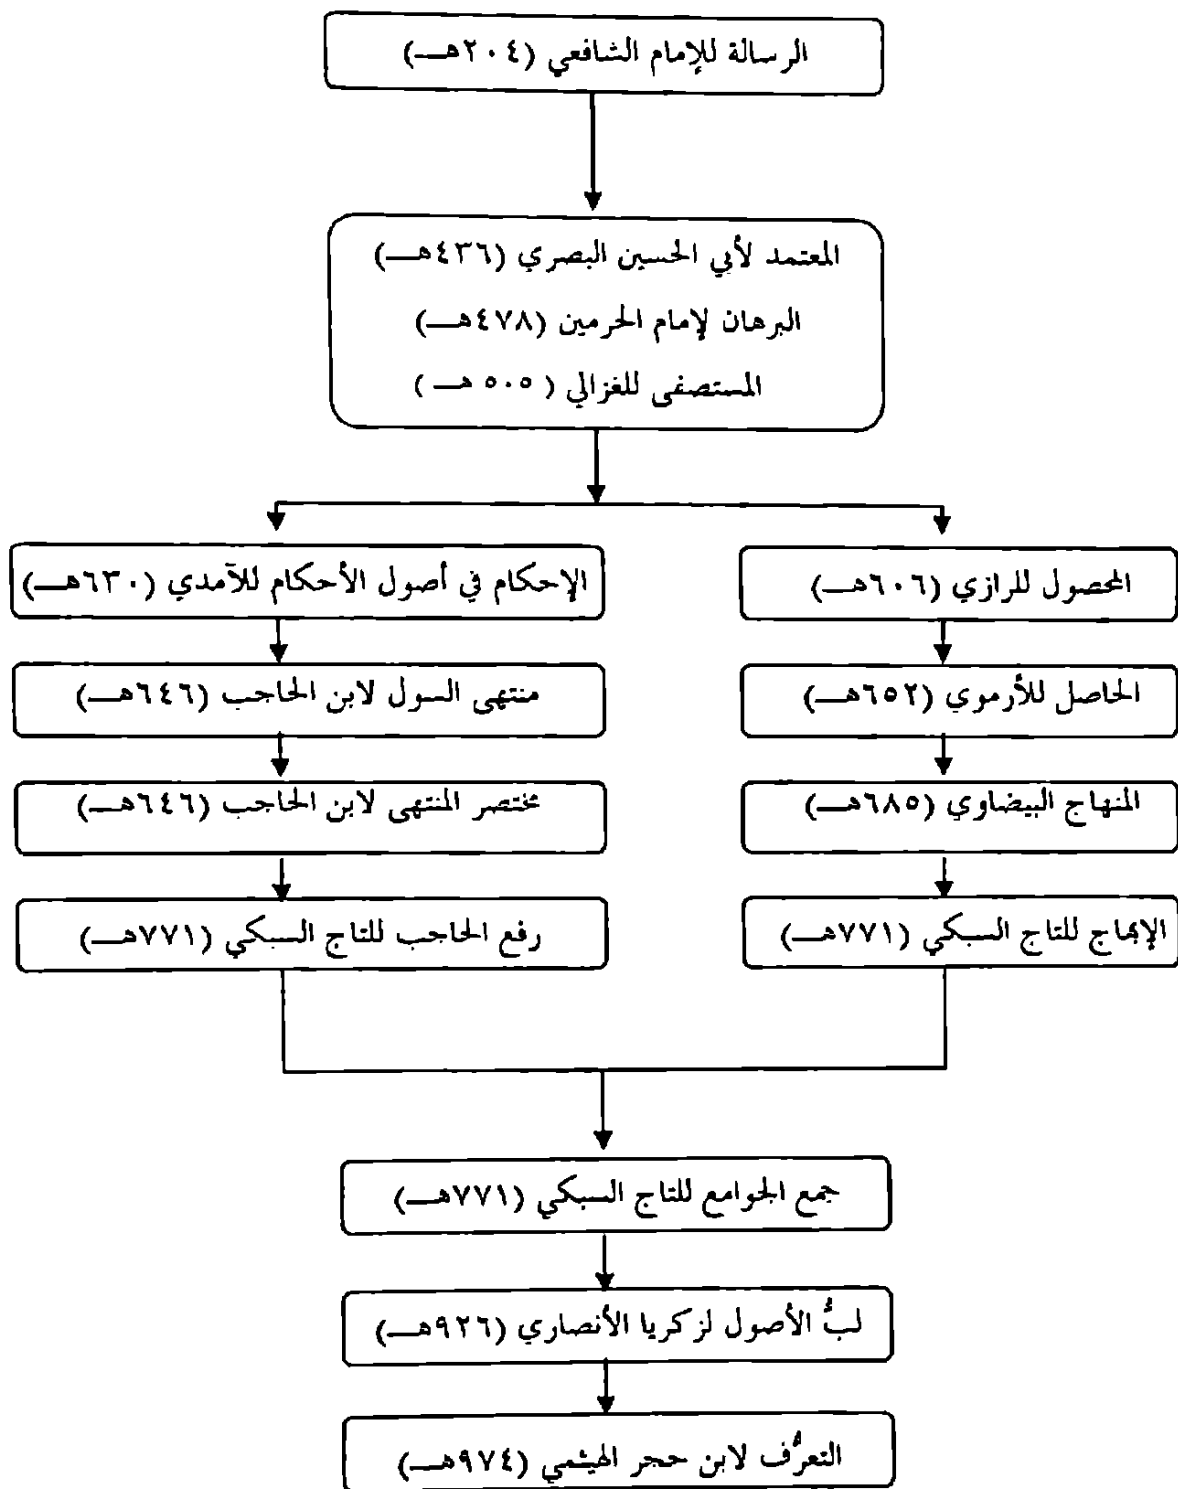 الرسالة للإمام الشافعي (٢٠٤هـ)
المعتمد لأبي الحسين البصري (٤٣٦هـ)
البرهان لإمام الحرمين (٤٧٨هـ)
المستصفى للغزالي (٥٠٥هـ)
المحصول للرازي (٦٠٦هـ)
الإحكام في أصول الأحكام للآمدي (٦٣٠هـ)
الحاصل للأرموي (٦٥٢هـ)
منتهى السول لابن الحاجب (٦٤٦هـ)
المنهاج البيضاوي (٦٨٥هـ)
مختصر المنتهى لابن الحاجب (٦٤٦هـ)
الإبهاج للتاج السبكي (٧٧١هـ)
رفع الحاجب للتاج السبكي (٧٧١هـ)
جمع الجوامع للتاج السبكي (٧٧١هـ)
لبُّ الأصول لزكريا الأنصاري (٩٢٦هـ)
التعرُّف لابن حجر الهيثمي (٩٧٤هـ)